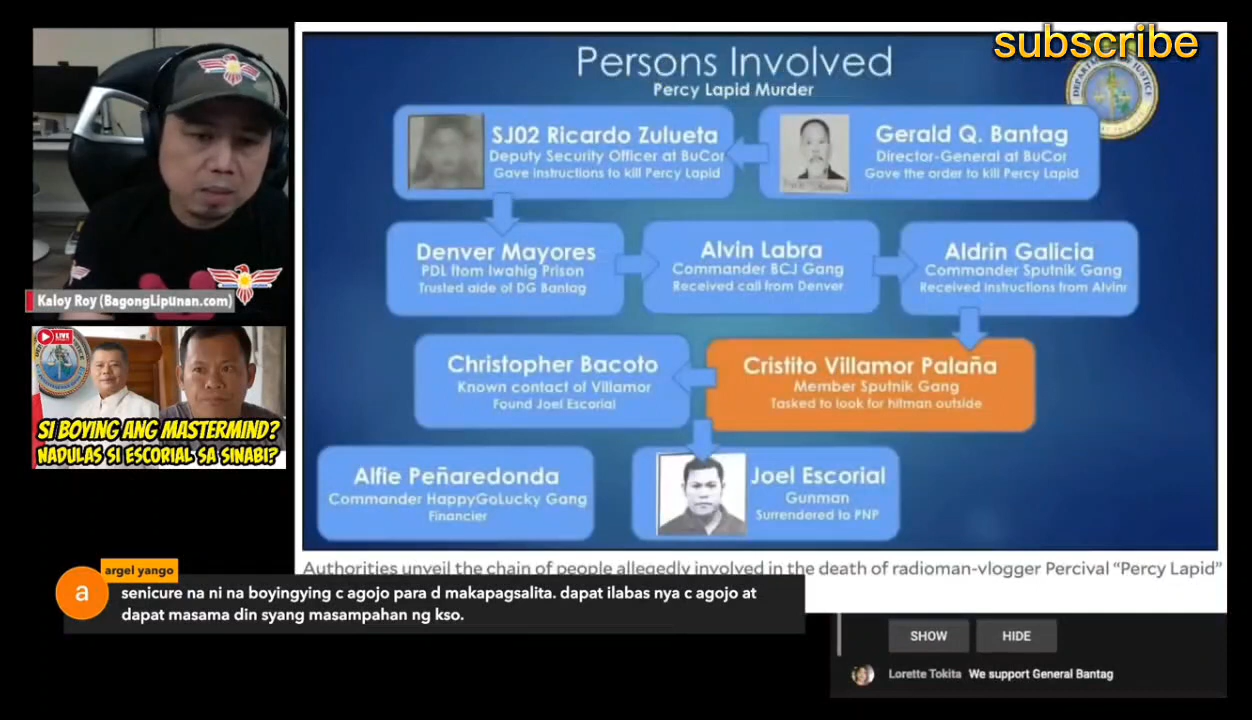 subscribe
Persons Involved
Percy Lapid Murder
DEPARTMENT OF JUSTICE
SJ02 Ricardo Zulueta
Deputy Security Officer at BuCor
Gave instructions to kill Percy Lapid
Gerald Q. Bantag
Director-General at BuCor
Gave the order to kill Percy Lapid
Denver Mayores
PDL from Iwahig Prison
Trusted aide of DG Bantag
Alvin Labra
Commander BCJ Gang
Received call from Denver
Aldrin Galicia
Commander Sputnik Gang
Received instructions from Alvin
Christopher Bacoto
Known contact of Villamor
Found Joel Escorial
Cristito Villamor Palaña
Member Sputnik Gang
Tasked to look for hitman outside
Alfie Peñaredonda
Commander HappyGoLucky Gang
Financier
Joel Escorial
Gunman
Surrendered to PNP
Kaloy Roy (BagongLipunan.com)
LIVE
SI BOYING ANG MASTERMIND?
NADULAS SI ESCORIAL SA SINABI?
Authorities unveil the chain of people allegedly involved in the death of radioman-vlogger Percival “Percy Lapid”
argel yango
a
senicure na ni na boyingying c agojo para d makapagsalita. dapat ilabas nya c agojo at
dapat masama din syang masampahan ng kso.
SHOW
HIDE
Lorette Tokita We support General Bantag